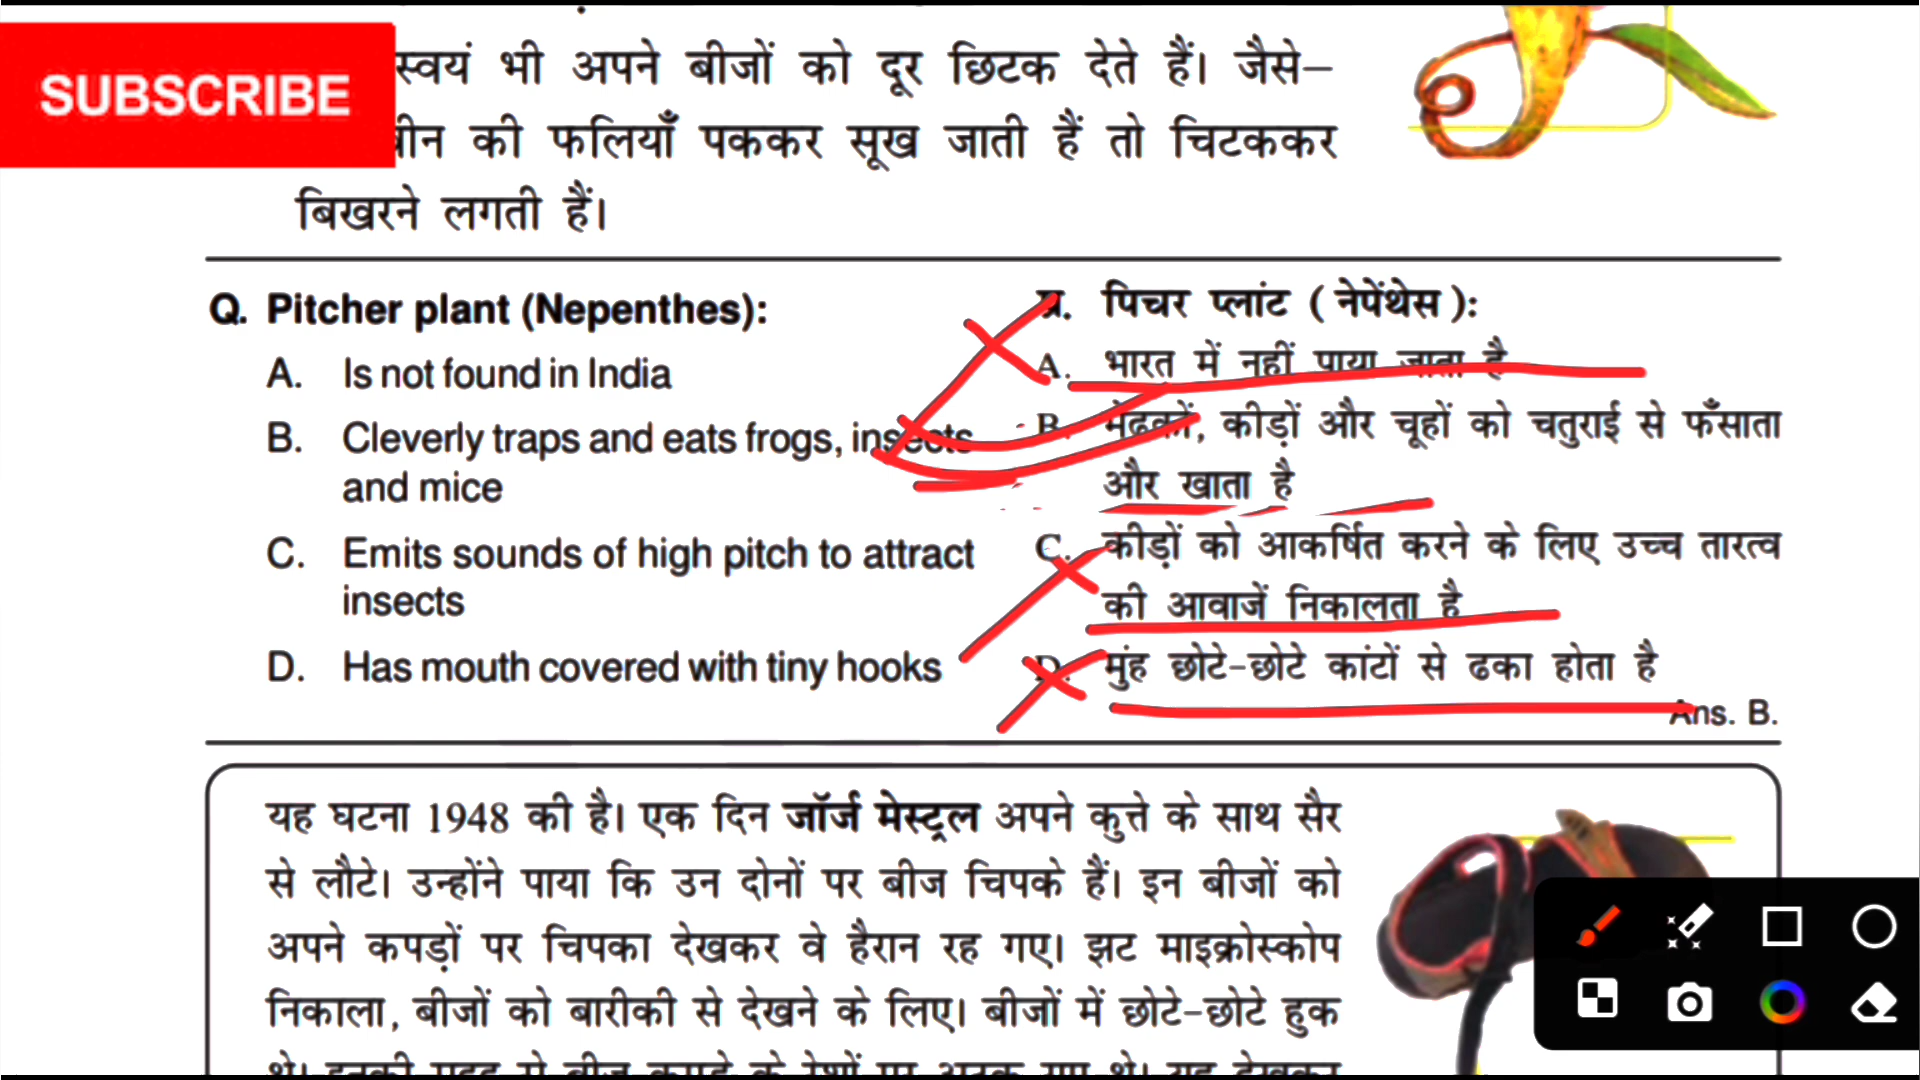 SUBSCRIBE
स्वयं भी अपने बीजों को दूर छिटक देते हैं। जैसे–
की फलियाँ पककर सूख जाती हैं तो चिटककर
बिखरने लगती हैं।
Q. Pitcher plant (Nepenthes):
A. Is not found in India
B. Cleverly traps and eats frogs, insects
and mice
C. Emits sounds of high pitch to attract
insects
D. Has mouth covered with tiny hooks
प्र. पिचर प्लांट ( नेपेंथेस ):
A. भारत में नहीं पाया जाता है
B. मेंढकों, कीड़ों और चूहों को चतुराई से फँसाता
और खाता है
C. कीड़ों को आकर्षित करने के लिए उच्च तारत्व
की आवाजें निकालता है
D. मुंह छोटे-छोटे कांटों से ढका होता है
Ans. B.
यह घटना 1948 की है। एक दिन जॉर्ज मेस्ट्रल अपने कुत्ते के साथ सैर
से लौटे। उन्होंने पाया कि उन दोनों पर बीज चिपके हैं। इन बीजों को
अपने कपड़ों पर चिपका देखकर वे हैरान रह गए। झट माइक्रोस्कोप
निकाला, बीजों को बारीकी से देखने के लिए। बीजों में छोटे-छोटे हुक